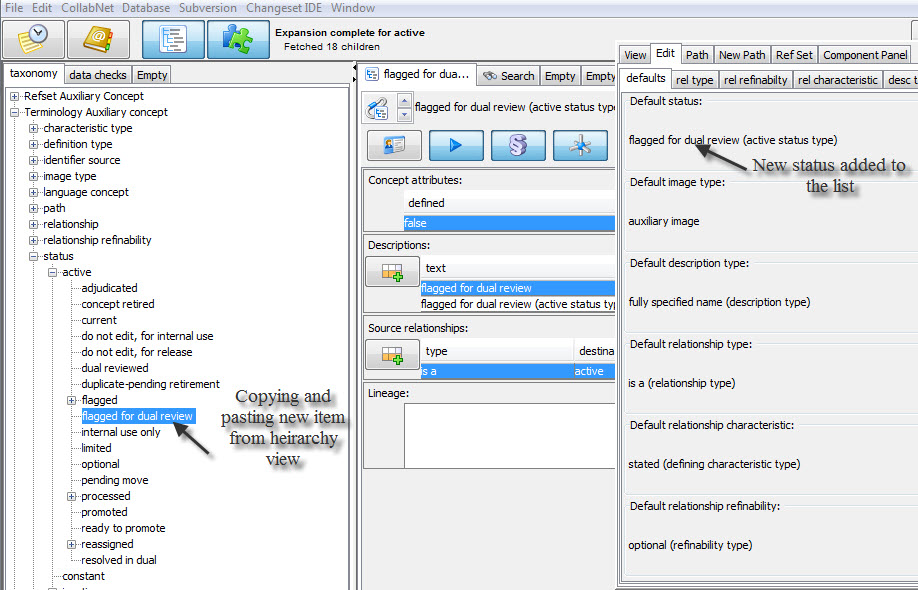 File Edit CollabNet Database Subversion Changeset IDE Window
Expansion complete for active
Fetched 18 children
taxonomy data checks Empty
Refset Auxiliary Concept
Terminology Auxiliary concept
characteristic type
definition type
identifier source
image type
language concept
path
relationship
relationship refinability
status
active
adjudicated
concept retired
current
do not edit, for internal use
do not edit, for release
dual reviewed
duplicate-pending retirement
flagged
flagged for dual review
internal use only
limited
optional
pending move
processed
promoted
ready to promote
reassigned
resolved in dual
constant
Copying and
pasting new item
from heirarchy
view
flagged for dua... Search Empty Empty
flagged for dual review (active status type
Concept attributes:
defined
false
Descriptions:
text
flagged for dual review
flagged for dual review (active status typ
Source relationships:
type destina
is a active
Lineage:
View Edit Path New Path Ref Set Component Panel
defaults rel type rel refinabilty rel characteristic desc t
Default status:
flagged for dual review (active status type)
New status added to
the list
Default image type:
auxiliary image
Default description type:
fully specified name (description type)
Default relationship type:
is a (relationship type)
Default relationship characteristic:
stated (defining characteristic type)
Default relationship refinability:
optional (refinability type)